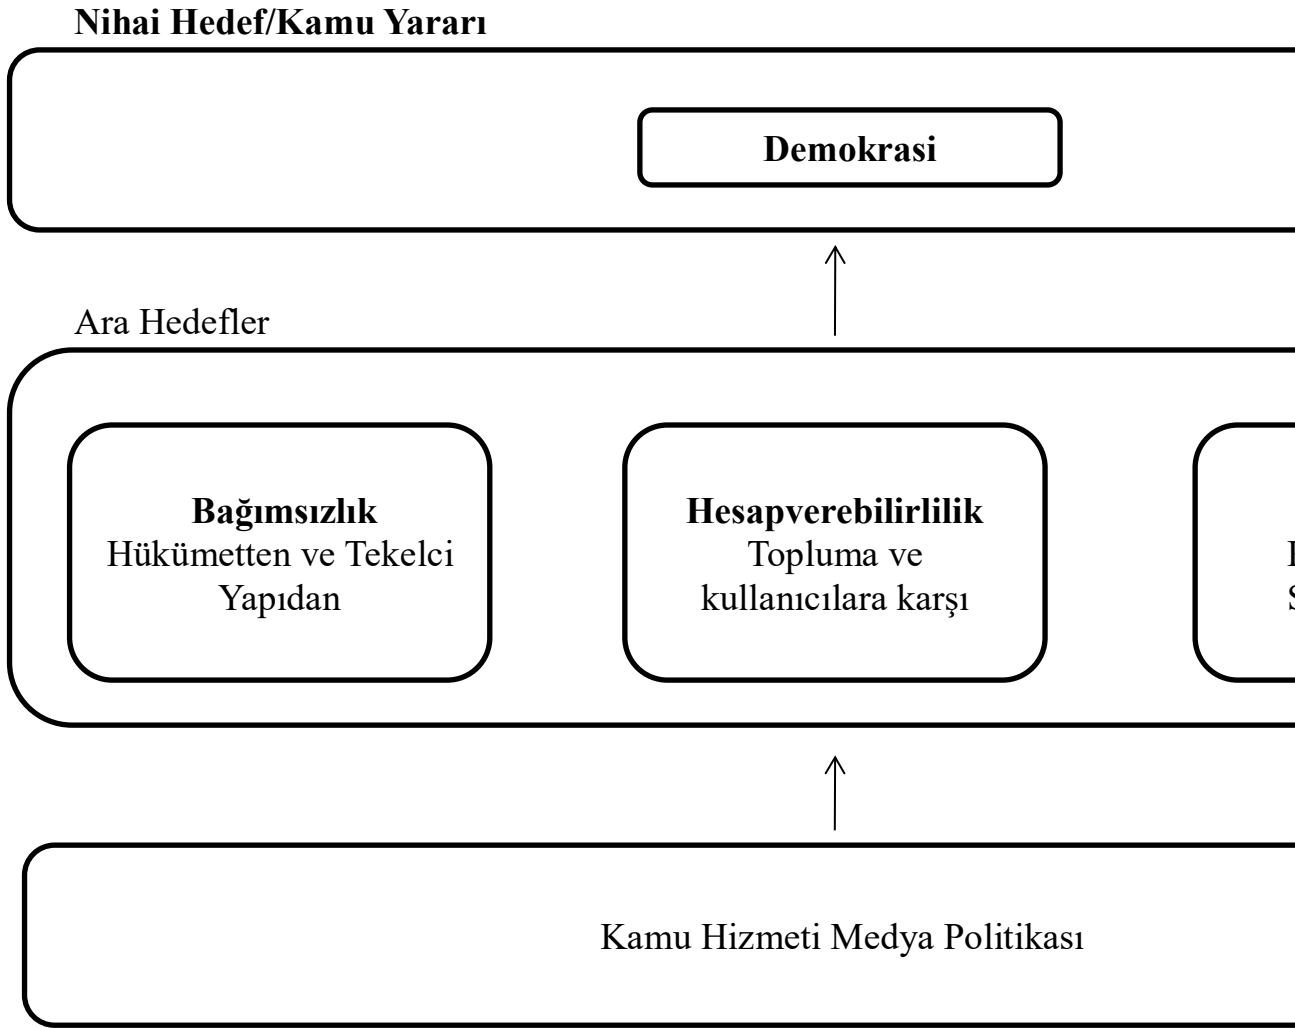 Nihai Hedef/Kamu Yararı
Demokrasi
Ara Hedefler
Bağımsızlık
Hükümetten ve Tekelci
Yapıdan
Hesapverebilirlilik
Topluma ve
kullanıcılara karşı
Kamu Hizmeti Medya Politikası